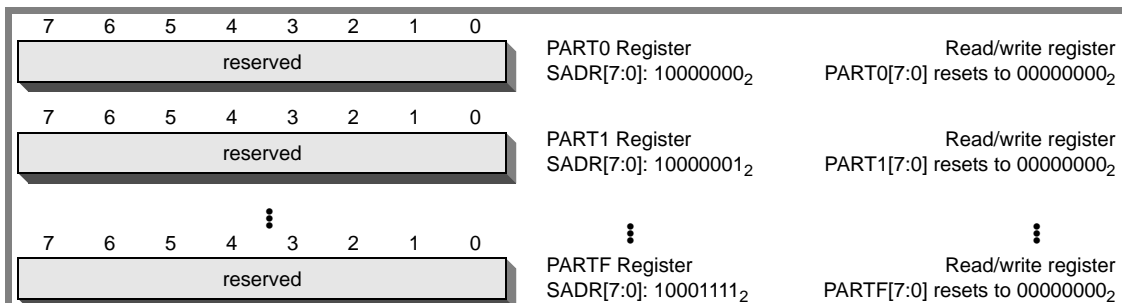 7 6 5 4 3 2 1 0
reserved
PART0 Register Read/write register
SADR[7:0]: 10000000₂ PART0[7:0] resets to 00000000₂
7 6 5 4 3 2 1 0
reserved
PART1 Register Read/write register
SADR[7:0]: 10000001₂ PART1[7:0] resets to 00000000₂
7 6 5 4 3 2 1 0
reserved
PARTF Register Read/write register
SADR[7:0]: 10001111₂ PARTF[7:0] resets to 00000000₂